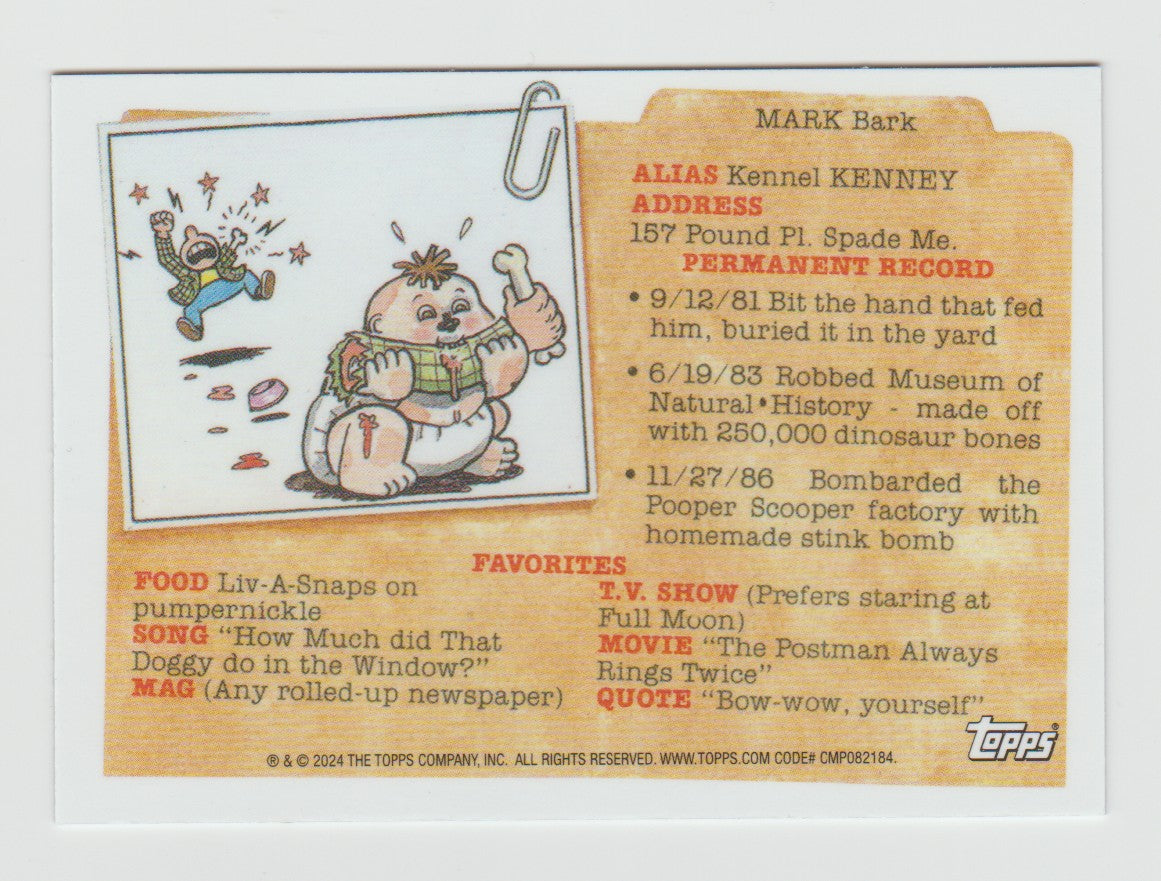 MARK Bark
ALIAS Kennel KENNEY
ADDRESS
157 Pound Pl. Spade Me.
PERMANENT RECORD
• 9/12/81 Bit the hand that fed
him, buried it in the yard
• 6/19/83 Robbed Museum of
Natural•History - made off
with 250,000 dinosaur bones
• 11/27/86 Bombarded the
Pooper Scooper factory with
homemade stink bomb
FAVORITES
FOOD Liv-A-Snaps on
pumpernickle
SONG "How Much did That
Doggy do in the Window?"
MAG (Any rolled-up newspaper)
T.V. SHOW (Prefers staring at
Full Moon)
MOVIE "The Postman Always
Rings Twice"
QUOTE "Bow-wow, yourself"
Topps®
® & © 2024 THE TOPPS COMPANY, INC. ALL RIGHTS RESERVED. WWW.TOPPS.COM CODE# CMP082184.